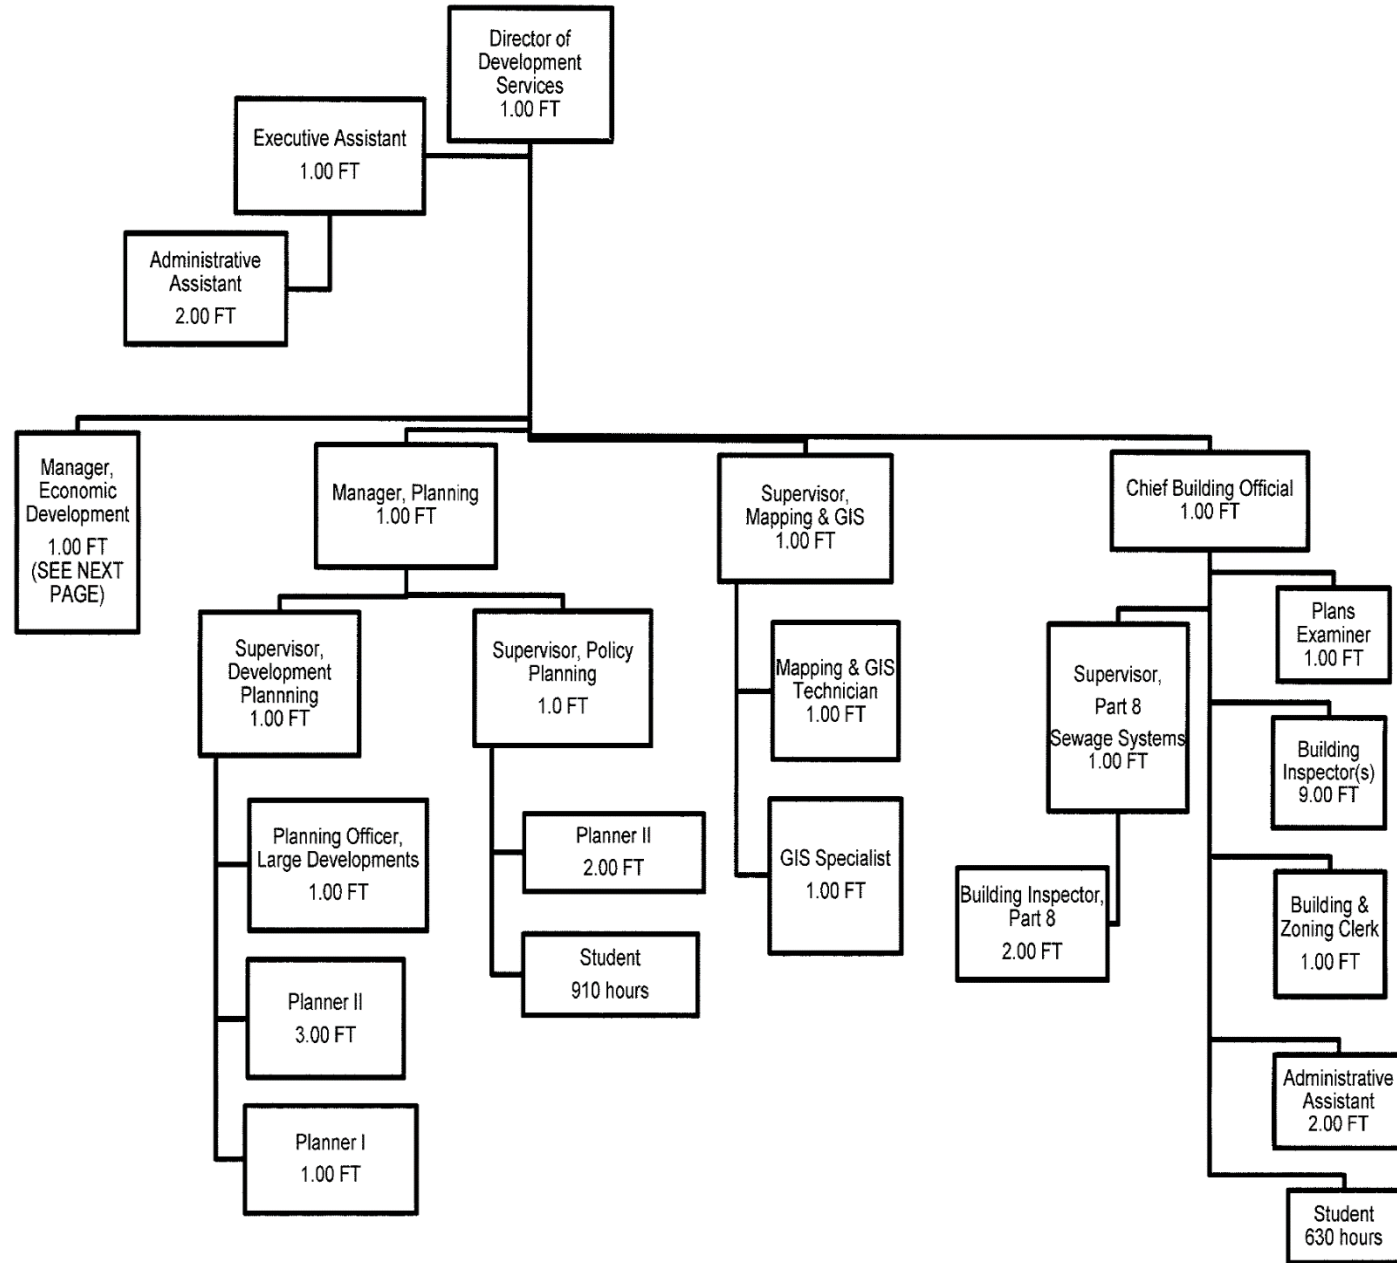 Director of
Development
Services
1.00 FT
Executive Assistant
1.00 FT
Administrative
Assistant
2.00 FT
Manager,
Economic
Development
1.00 FT
(SEE NEXT
PAGE)
Manager, Planning
1.00 FT
Supervisor,
Development
Plannning
1.00 FT
Planning Officer,
Large Developments
1.00 FT
Planner II
3.00 FT
Planner I
1.00 FT
Supervisor, Policy
Planning
1.0 FT
Planner II
2.00 FT
Student
910 hours
Supervisor,
Mapping & GIS
1.00 FT
Mapping & GIS
Technician
1.00 FT
GIS Specialist
1.00 FT
Chief Building Official
1.00 FT
Supervisor,
Part 8
Sewage Systems
1.00 FT
Building Inspector,
Part 8
2.00 FT
Plans
Examiner
1.00 FT
Building
Inspector(s)
9.00 FT
Building &
Zoning Clerk
1.00 FT
Administrative
Assistant
2.00 FT
Student
630 hours